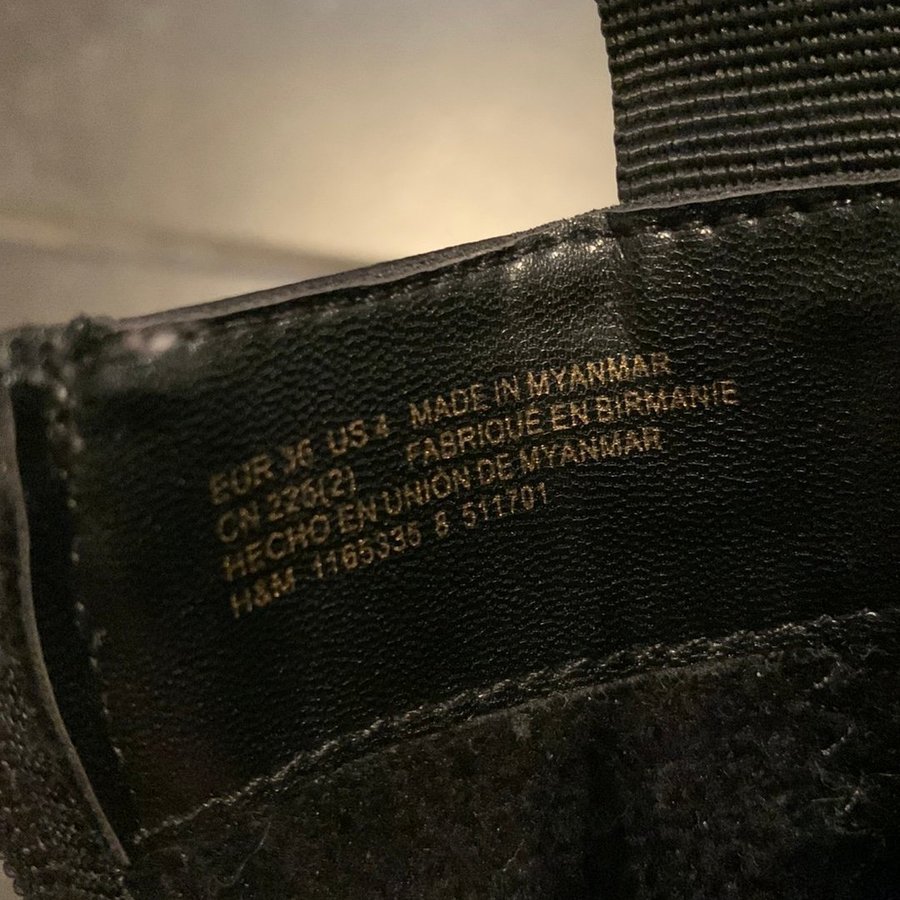 EUR 36 US 4 MADE IN MYANMAR
CN 225(2) FABRIQUE EN BIRMANIE
HECHO EN UNION DE MYANMAR
H&M 1165335 8 511701